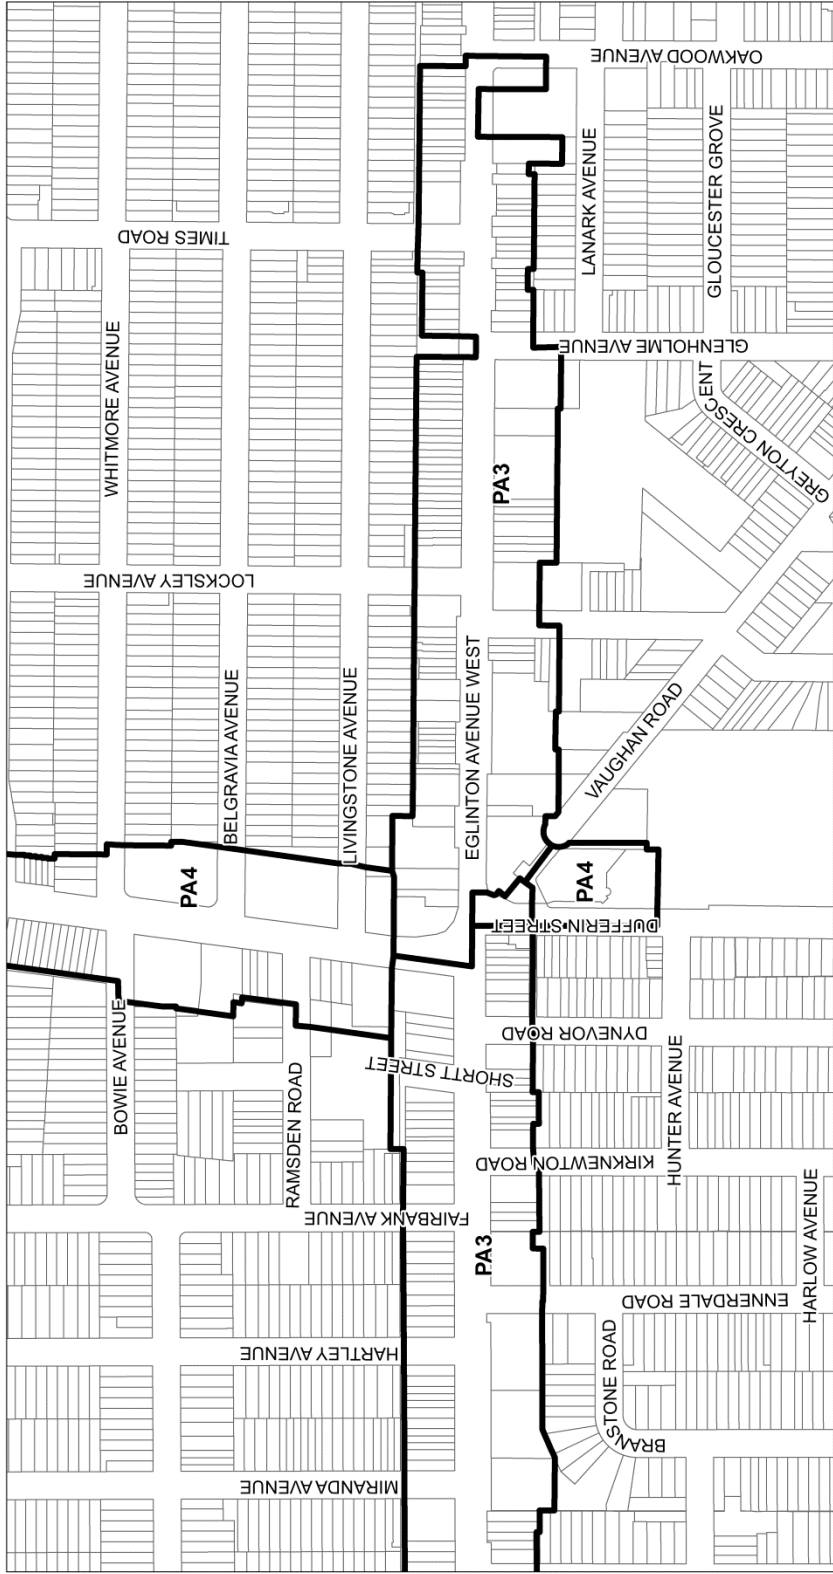 OAKWOOD AVENUE
TIMES ROAD
LANARK AVENUE
GLOUCESTER GROVE
GLENHOLME AVENUE
WHITMORE AVENUE
GREYTON CRESCENT
PA3
LOCKSLEY AVENUE
BELGRAVIA AVENUE
LIVINGSTONE AVENUE
EGLINTON AVENUE WEST
VAUGHAN ROAD
PA4
PA4
DUFFERIN STREET
BOWIE AVENUE
DYNEVOR ROAD
SHORTT STREET
RAMSDEN ROAD
HUNTER AVENUE
KIRKNEWTON ROAD
FAIRBANK AVENUE
PA3
HARLOW AVENUE
ENNERDALE ROAD
HARTLEY AVENUE
BRANSTONE ROAD
MIRANDA AVENUE